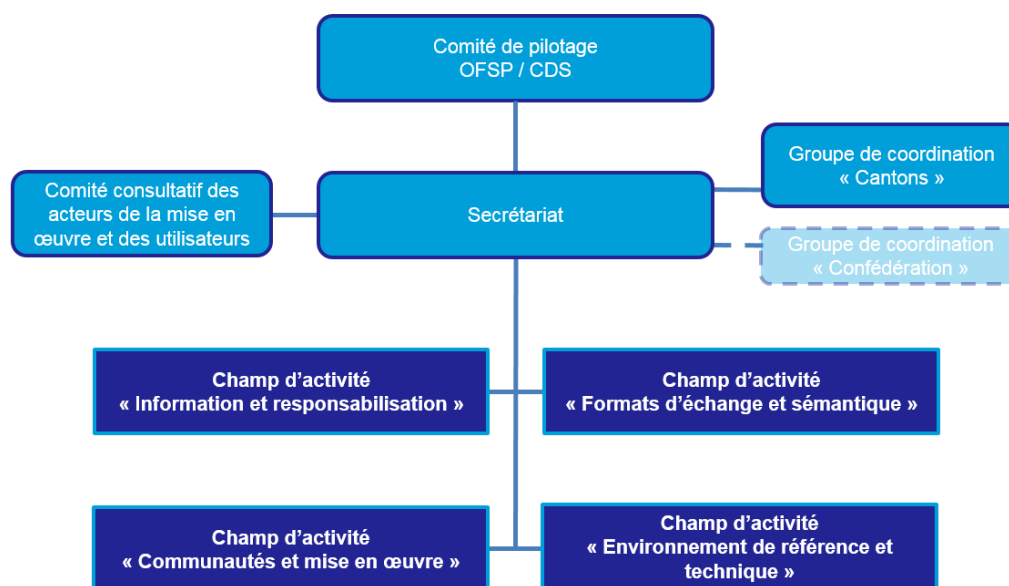 Comité de pilotage
OFSP / CDS
Groupe de coordination
« Cantons »
Comité consultatif des
acteurs de la mise en
œuvre et des utilisateurs
Secrétariat
Groupe de coordination
« Confédération »
Champ d’activité
« Information et responsabilisation »
Champ d’activité
« Formats d’échange et sémantique »
Champ d’activité
« Communautés et mise en œuvre »
Champ d’activité
« Environnement de référence et
technique »